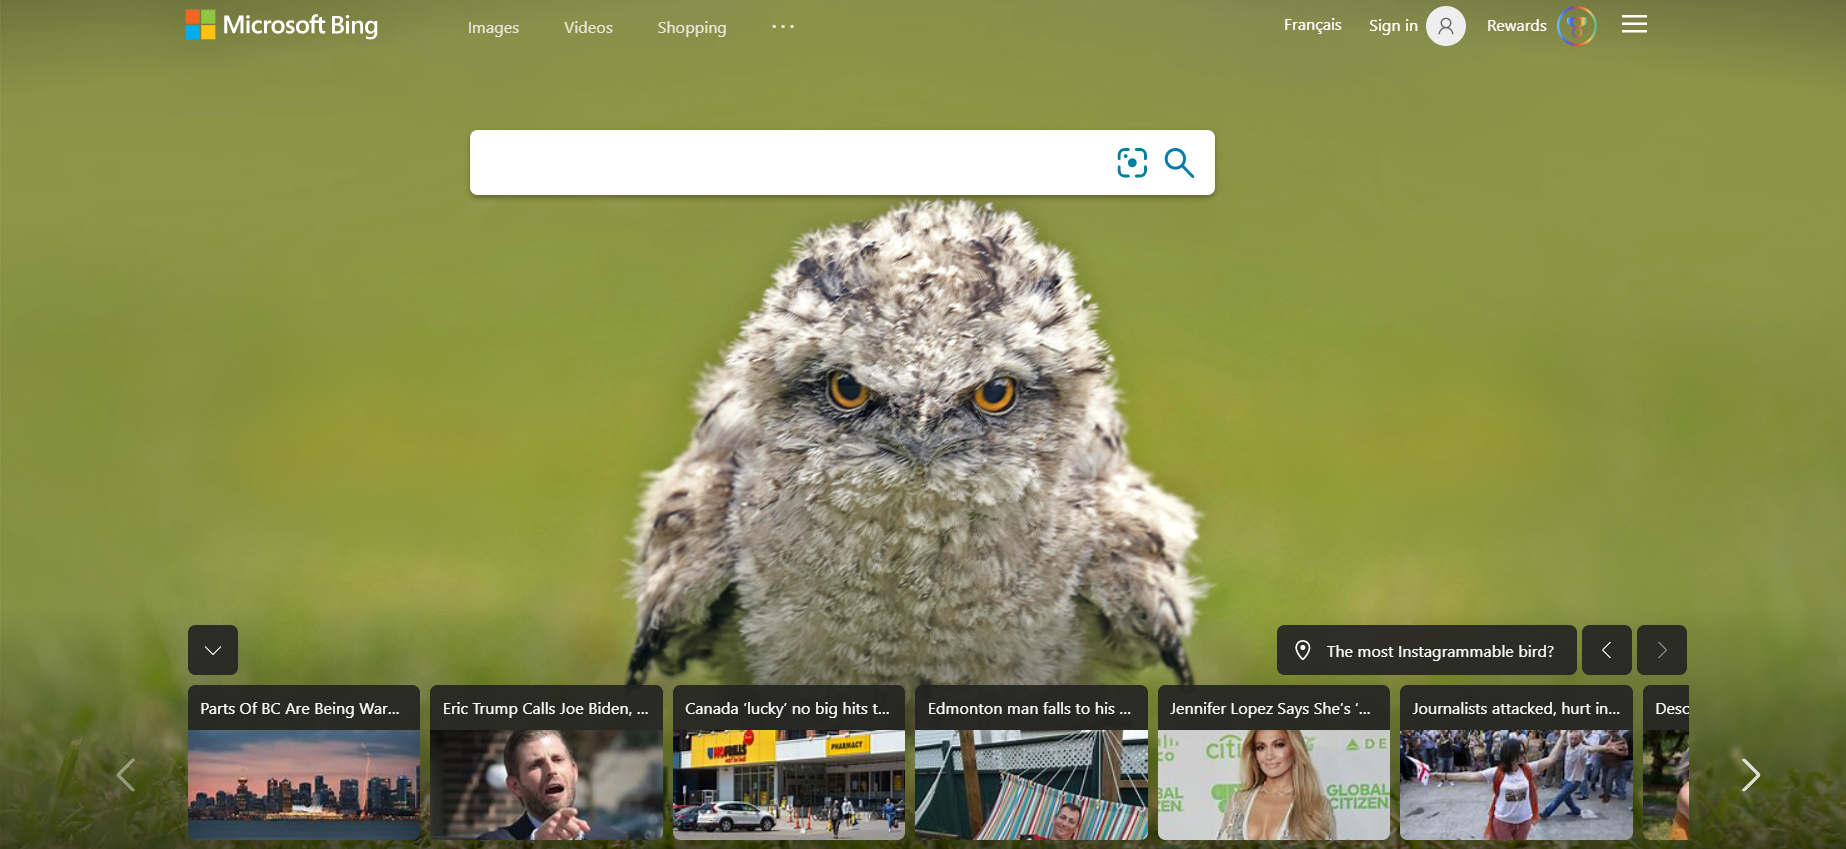 Microsoft Bing
Images Videos Shopping ...
Français Sign in Rewards
The most Instagrammable bird?
Parts Of BC Are Being War...
Eric Trump Calls Joe Biden, ...
Canada ‘lucky’ no big hits t...
Edmonton man falls to his ...
Jennifer Lopez Says She’s ‘...
Journalists attacked, hurt in...
Desc
NOFRILLS
PHARMACY
citi
DE
GLOBAL
CITIZEN